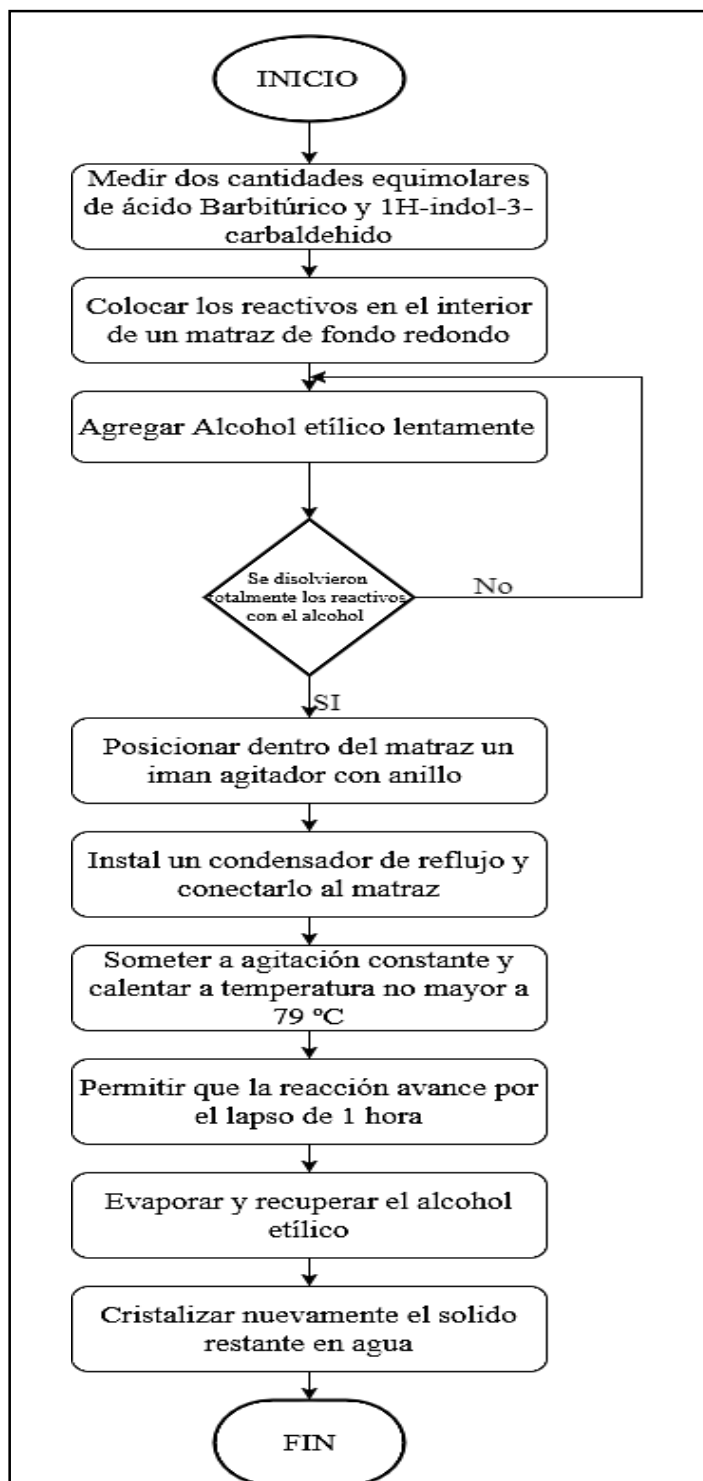 INICIO
Medir dos cantidades equimolares
de ácido Barbitúrico y 1H-indol-3-
carbaldehido
Colocar los reactivos en el interior
de un matraz de fondo redondo
Agregar Alcohol etílico lentamente
Se disolvieron
totalmente los reactivos
con el alcohol
No
SI
Posicionar dentro del matraz un
iman agitador con anillo
Instal un condensador de reflujo y
conectarlo al matraz
Someter a agitación constante y
calentar a temperatura no mayor a
79 °C
Permitir que la reacción avance por
el lapso de 1 hora
Evaporar y recuperar el alcohol
etílico
Cristalizar nuevamente el solido
restante en agua
FIN